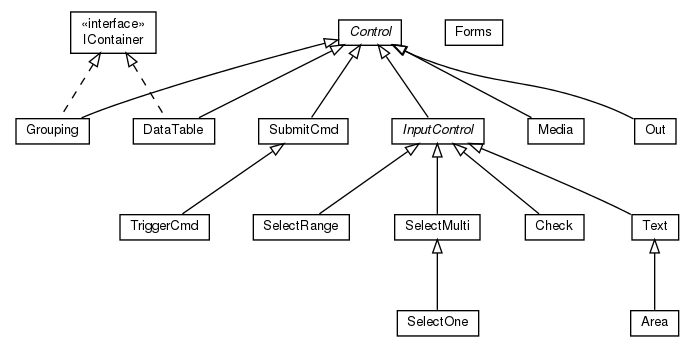 «interface»
IContainer
Control
Forms
Grouping
DataTable
SubmitCmd
InputControl
Media
Out
TriggerCmd
SelectRange
SelectMulti
Check
Text
SelectOne
Area